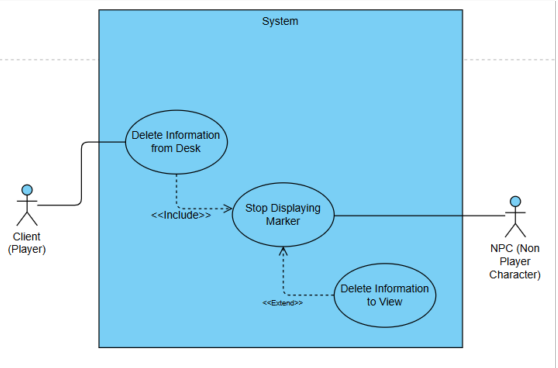 System
Delete Information
from Desk
<<Include>>
Stop Displaying
Marker
Client
(Player)
NPC (Non
Player
Character)
Delete Information
to View
<<Extend>>